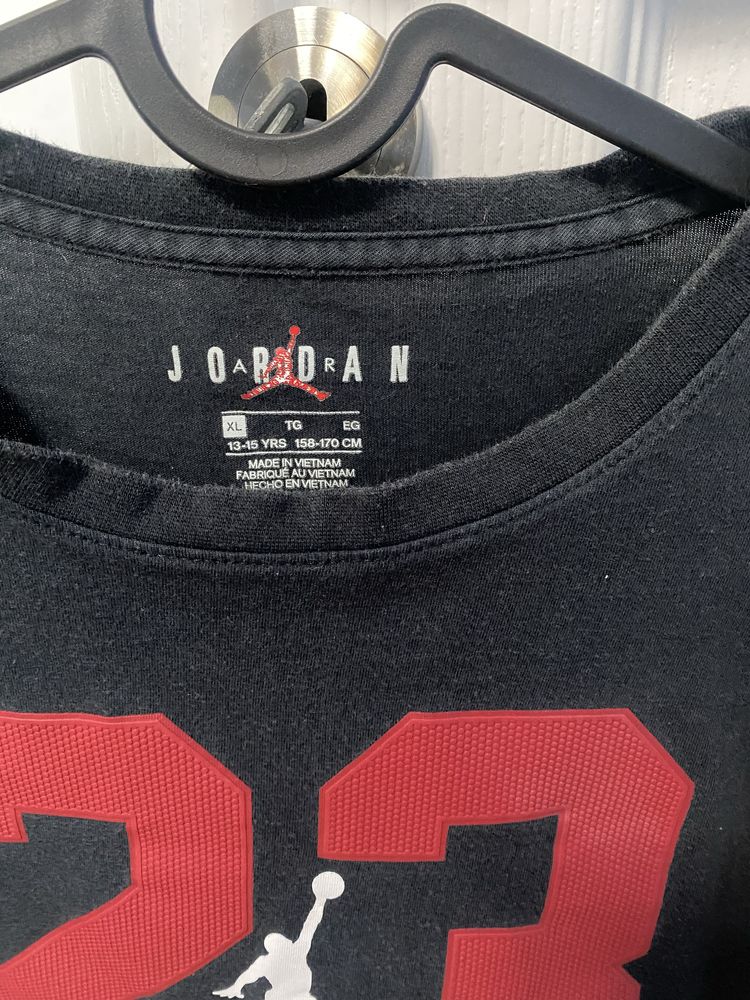 JORDAN
AIR
XL TG EG
13-15 YRS 158-170 CM
MADE IN VIETNAM
FABRIQUÉ AU VIETNAM
HECHO EN VIETNAM
23